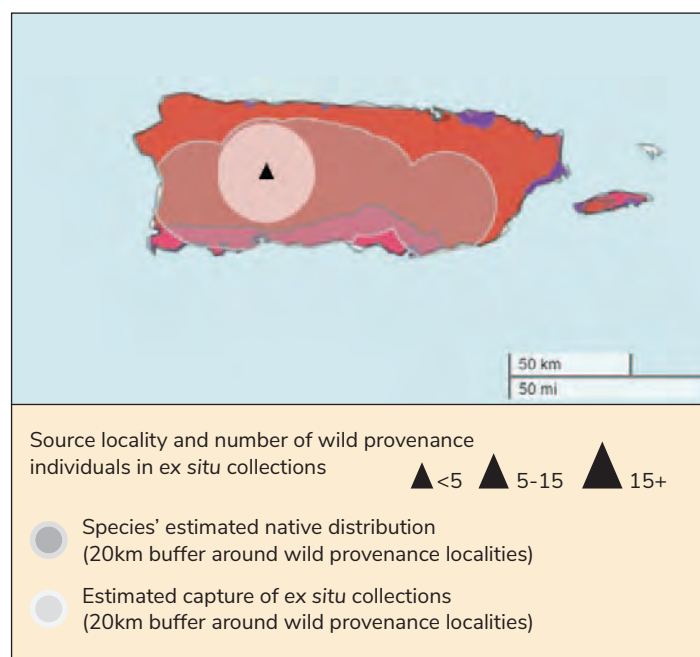 50 km
50 mi
Source locality and number of wild provenance
individuals in ex situ collections
<5 5-15 15+
Species’ estimated native distribution
(20km buffer around wild provenance localities)
Estimated capture of ex situ collections
(20km buffer around wild provenance localities)